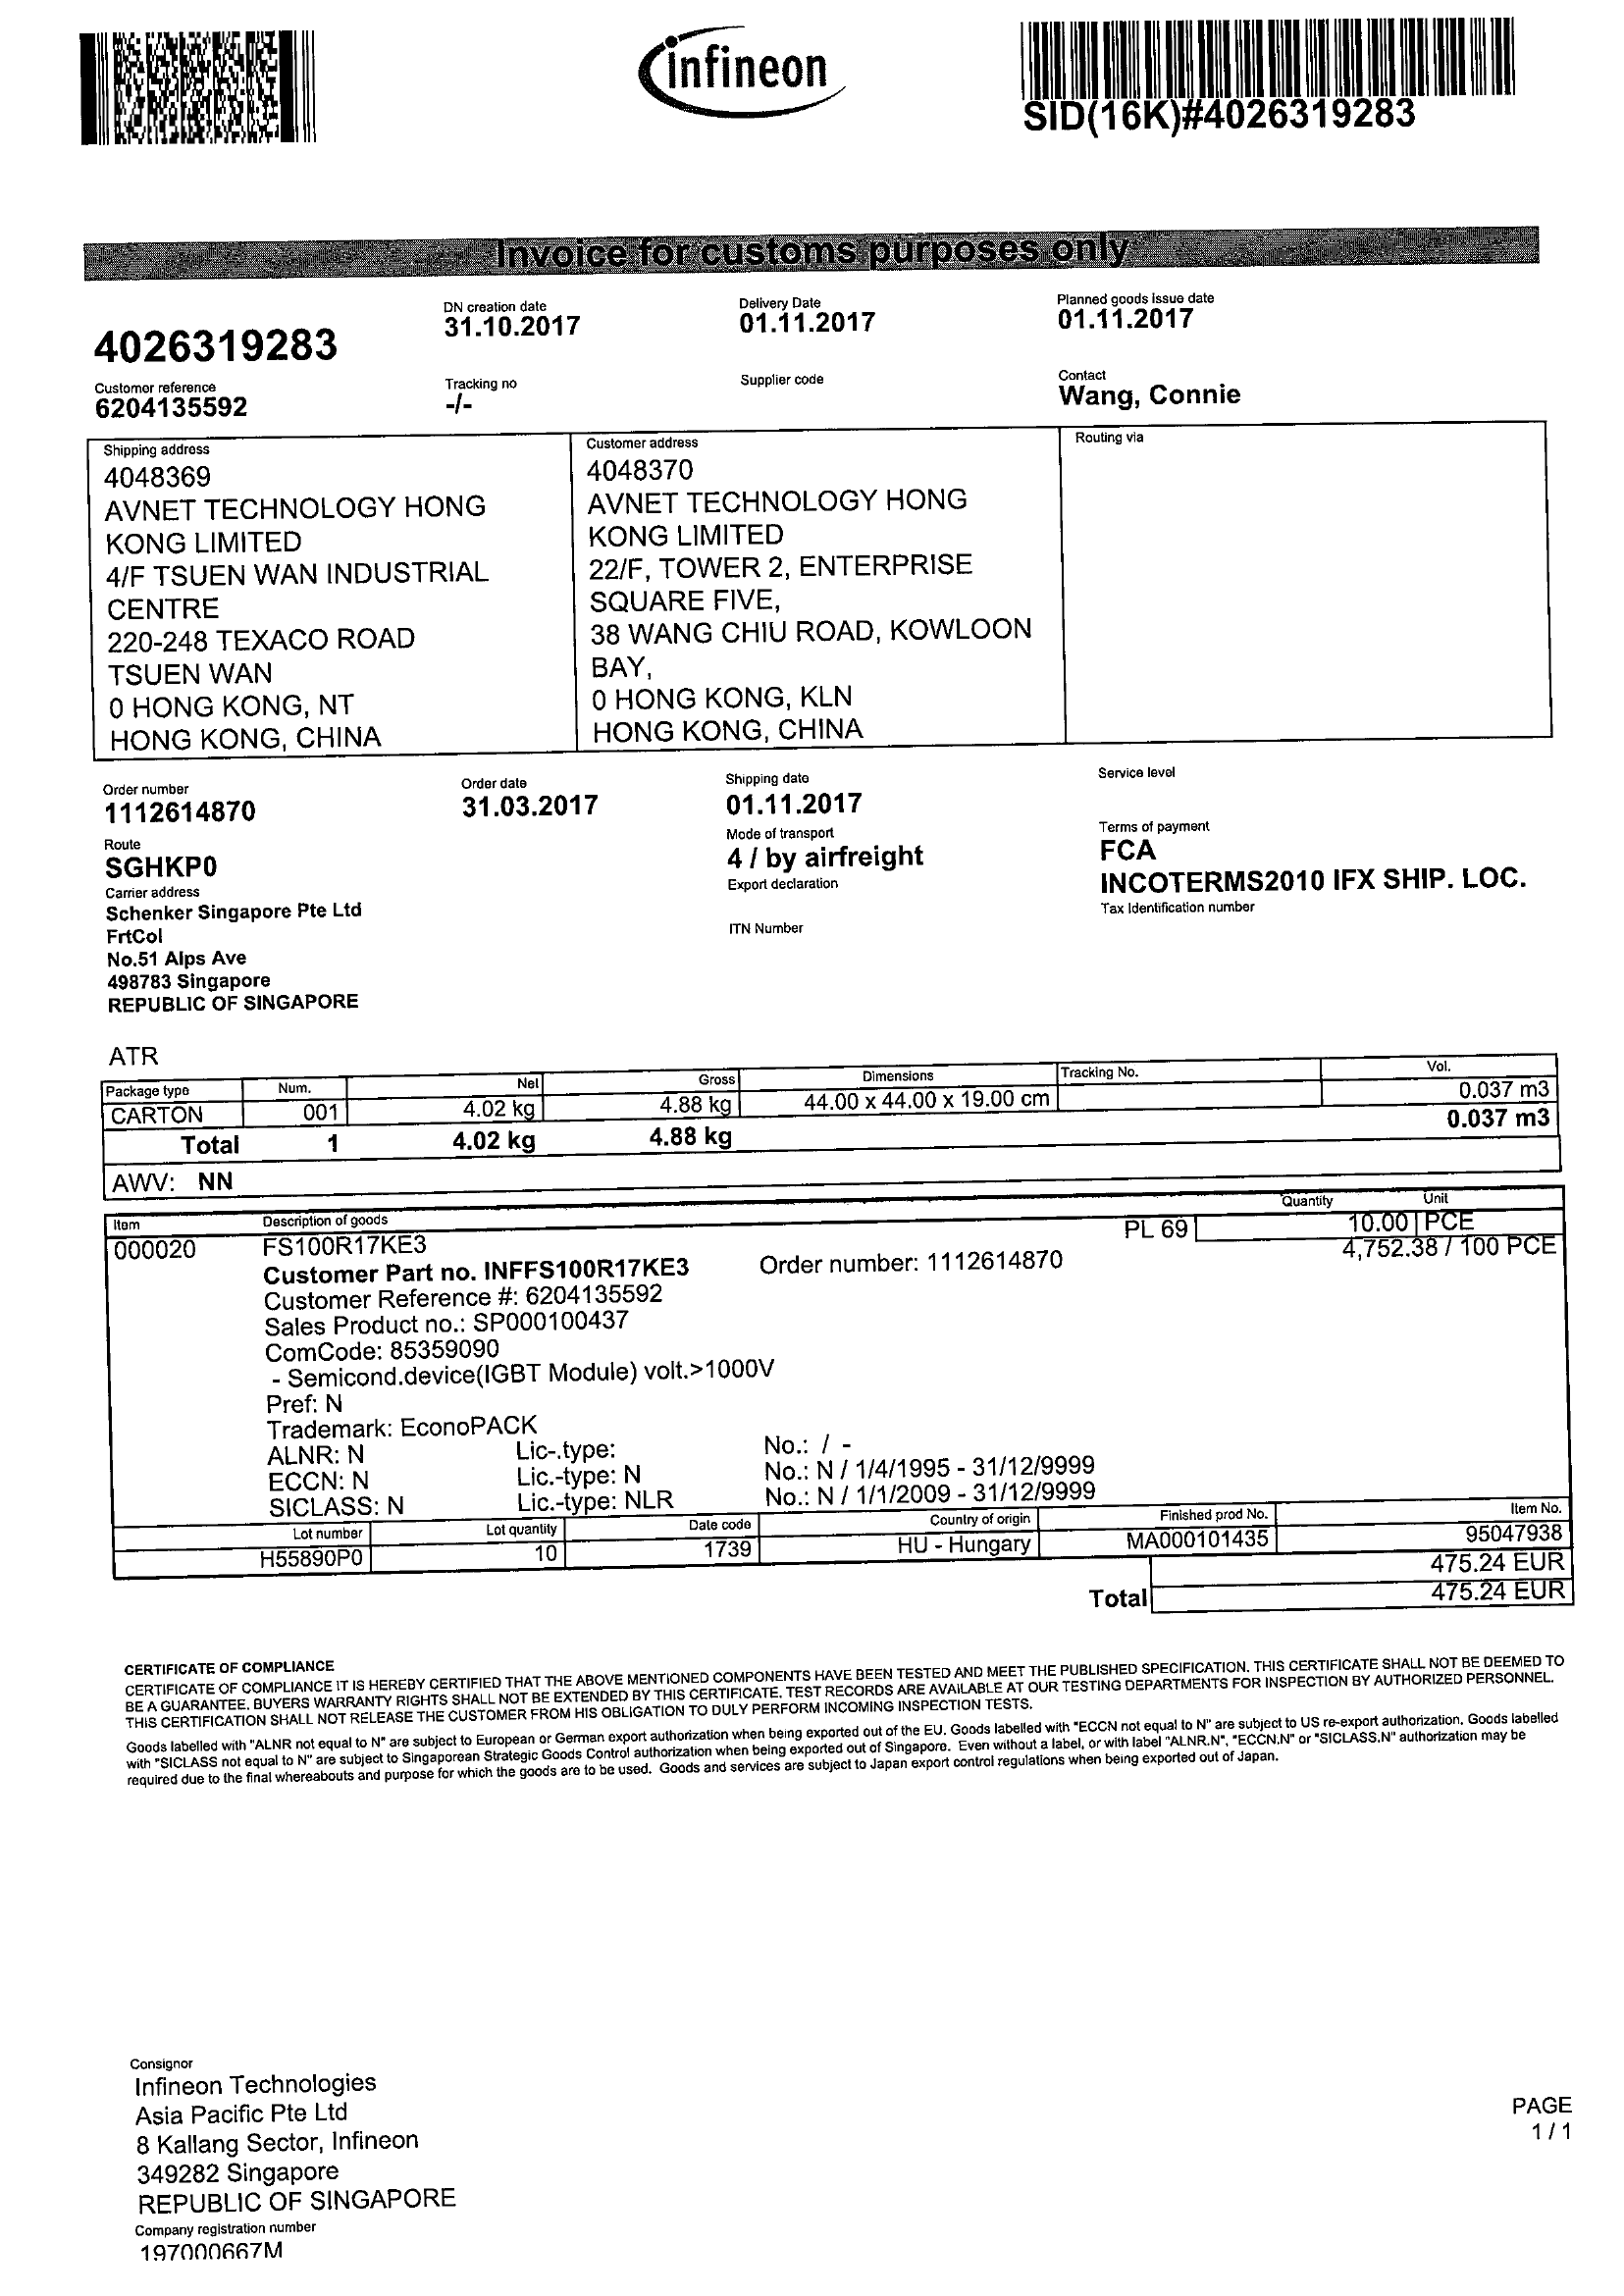 infineon
SID(16K)#4026319283
Invoice for customs purposes only
4026319283
DN creation date
31.10.2017
Delivery Date
01.11.2017
Planned goods issue date
01.11.2017
Customer reference
6204135592
Tracking no
-/-
Supplier code
Contact
Wang, Connie
Shipping address
4048369
AVNET TECHNOLOGY HONG
KONG LIMITED
4/F TSUEN WAN INDUSTRIAL
CENTRE
220-248 TEXACO ROAD
TSUEN WAN
0 HONG KONG, NT
HONG KONG, CHINA
Customer address
4048370
AVNET TECHNOLOGY HONG
KONG LIMITED
22/F, TOWER 2, ENTERPRISE
SQUARE FIVE,
38 WANG CHIU ROAD, KOWLOON
BAY,
0 HONG KONG, KLN
HONG KONG, CHINA
Routing via
Order number
1112614870
Order date
31.03.2017
Shipping date
01.11.2017
Service level
Route
SGHKP0
Mode of transport
4 / by airfreight
Terms of payment
FCA
INCOTERMS2010 IFX SHIP. LOC.
Carrier address
Schenker Singapore Pte Ltd
FrtCol
No.51 Alps Ave
498783 Singapore
REPUBLIC OF SINGAPORE
Export declaration
ITN Number
Tax Identification number
ATR
Package type Num. Net Gross Dimensions Tracking No. Vol.
CARTON 001 4.02 kg 4.88 kg 44.00 x 44.00 x 19.00 cm 0.037 m3
Total 1 4.02 kg 4.88 kg 0.037 m3
AWV: NN
Item Description of goods Quantity Unit
000020 FS100R17KE3 PL 69 10.00 PCE
4,752.38 / 100 PCE
Customer Part no. INFFS100R17KE3 Order number: 1112614870
Customer Reference #: 6204135592
Sales Product no.: SP000100437
ComCode: 85359090
- Semicond.device(IGBT Module) volt.>1000V
Pref: N
Trademark: EconoPACK
ALNR: N Lic-.type: No.: / -
ECCN: N Lic.-type: N No.: N / 1/4/1995 - 31/12/9999
SICLASS: N Lic.-type: NLR No.: N / 1/1/2009 - 31/12/9999
Lot number Lot quantity Date code Country of origin Finished prod No. Item No.
H55890P0 10 1739 HU - Hungary MA000101435 95047938
475.24 EUR
Total 475.24 EUR
CERTIFICATE OF COMPLIANCE
CERTIFICATE OF COMPLIANCE IT IS HEREBY CERTIFIED THAT THE ABOVE MENTIONED COMPONENTS HAVE BEEN TESTED AND MEET THE PUBLISHED SPECIFICATION. THIS CERTIFICATE SHALL NOT BE DEEMED TO
BE A GUARANTEE. BUYERS WARRANTY RIGHTS SHALL NOT BE EXTENDED BY THIS CERTIFICATE. TEST RECORDS ARE AVAILABLE AT OUR TESTING DEPARTMENTS FOR INSPECTION BY AUTHORIZED PERSONNEL.
THIS CERTIFICATION SHALL NOT RELEASE THE CUSTOMER FROM HIS OBLIGATION TO DULY PERFORM INCOMING INSPECTION TESTS.
Goods labelled with "ALNR not equal to N" are subject to European or German export authorization when being exported out of the EU. Goods labelled with "ECCN not equal to N" are subject to US re-export authorization. Goods labelled
with "SICLASS not equal to N" are subject to Singaporean Strategic Goods Control authorization when being exported out of Singapore. Even without a label, or with label "ALNR.N", "ECCN.N" or "SICLASS.N" authorization may be
required due to the final whereabouts and purpose for which the goods are to be used. Goods and services are subject to Japan export control regulations when being exported out of Japan.
Consignor
Infineon Technologies
Asia Pacific Pte Ltd
8 Kallang Sector, Infineon
349282 Singapore
REPUBLIC OF SINGAPORE
Company registration number
197000667M
PAGE
1 / 1